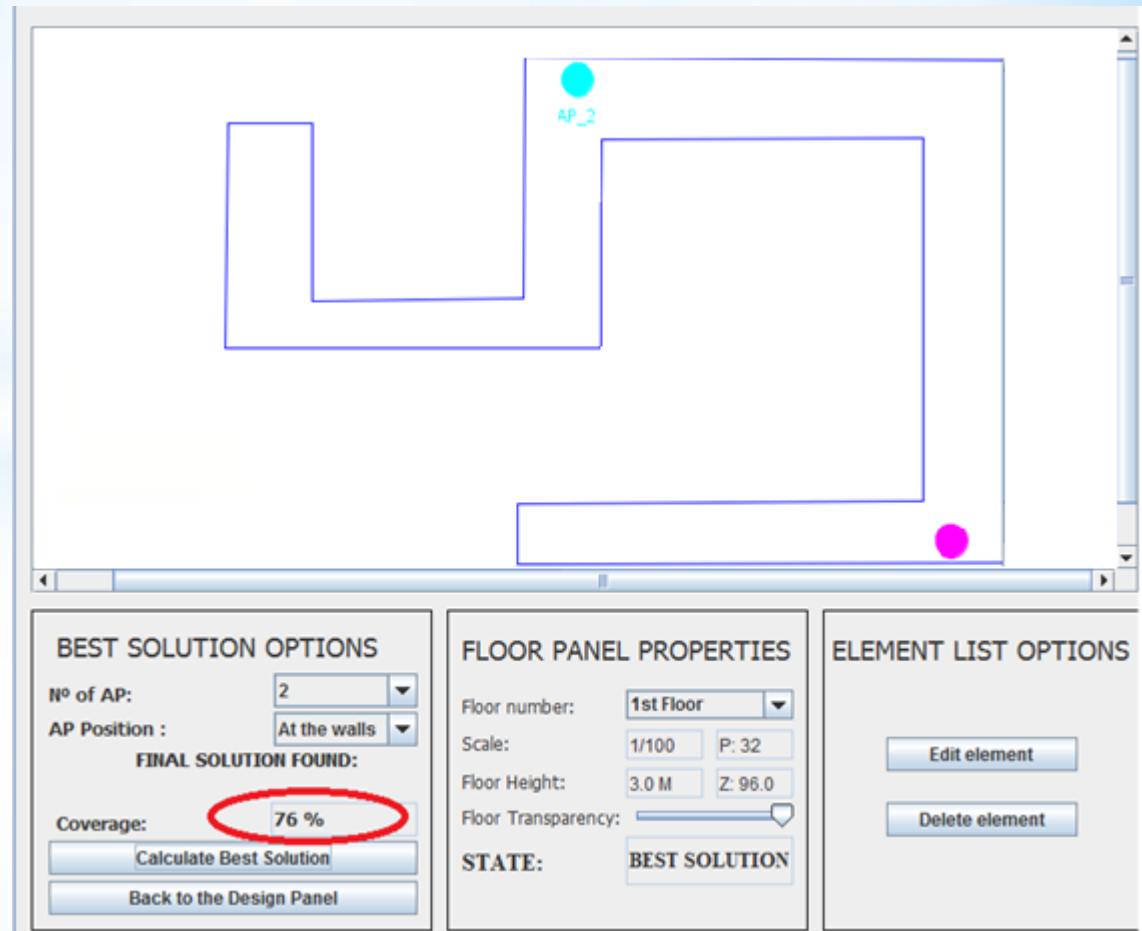 AP_2
BEST SOLUTION OPTIONS
Nº of AP:
2
AP Position :
At the walls
FINAL SOLUTION FOUND:
Coverage:
76 %
Calculate Best Solution
Back to the Design Panel
FLOOR PANEL PROPERTIES
Floor number:
1st Floor
Scale:
1/100
P: 32
Floor Height:
3.0 M
Z: 96.0
Floor Transparency:
STATE:
BEST SOLUTION
ELEMENT LIST OPTIONS
Edit element
Delete element